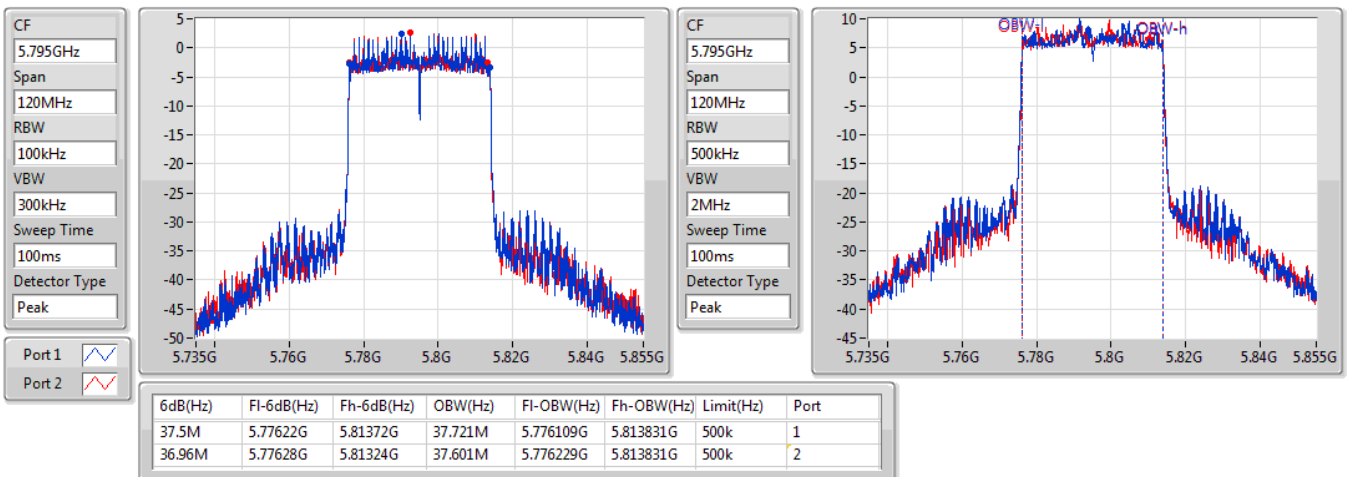 CF
5.795GHz
Span
120MHz
RBW
100kHz
VBW
300kHz
Sweep Time
100ms
Detector Type
Peak
5
0
-5
-10
-15
-20
-25
-30
-35
-40
-45
-50
5.735G 5.76G 5.78G 5.8G 5.82G 5.84G 5.855G
CF
5.795GHz
Span
120MHz
RBW
500kHz
VBW
2MHz
Sweep Time
100ms
Detector Type
Peak
OBW-l
OBW-h
10
5
0
-5
-10
-15
-20
-25
-30
-35
-40
-45
5.735G 5.76G 5.78G 5.8G 5.82G 5.84G 5.855G
Port 1
Port 2
6dB(Hz) Fl-6dB(Hz) Fh-6dB(Hz) OBW(Hz) Fl-OBW(Hz) Fh-OBW(Hz) Limit(Hz) Port
37.5M 5.77622G 5.81372G 37.721M 5.776109G 5.813831G 500k 1
36.96M 5.77628G 5.81324G 37.601M 5.776229G 5.813831G 500k 2